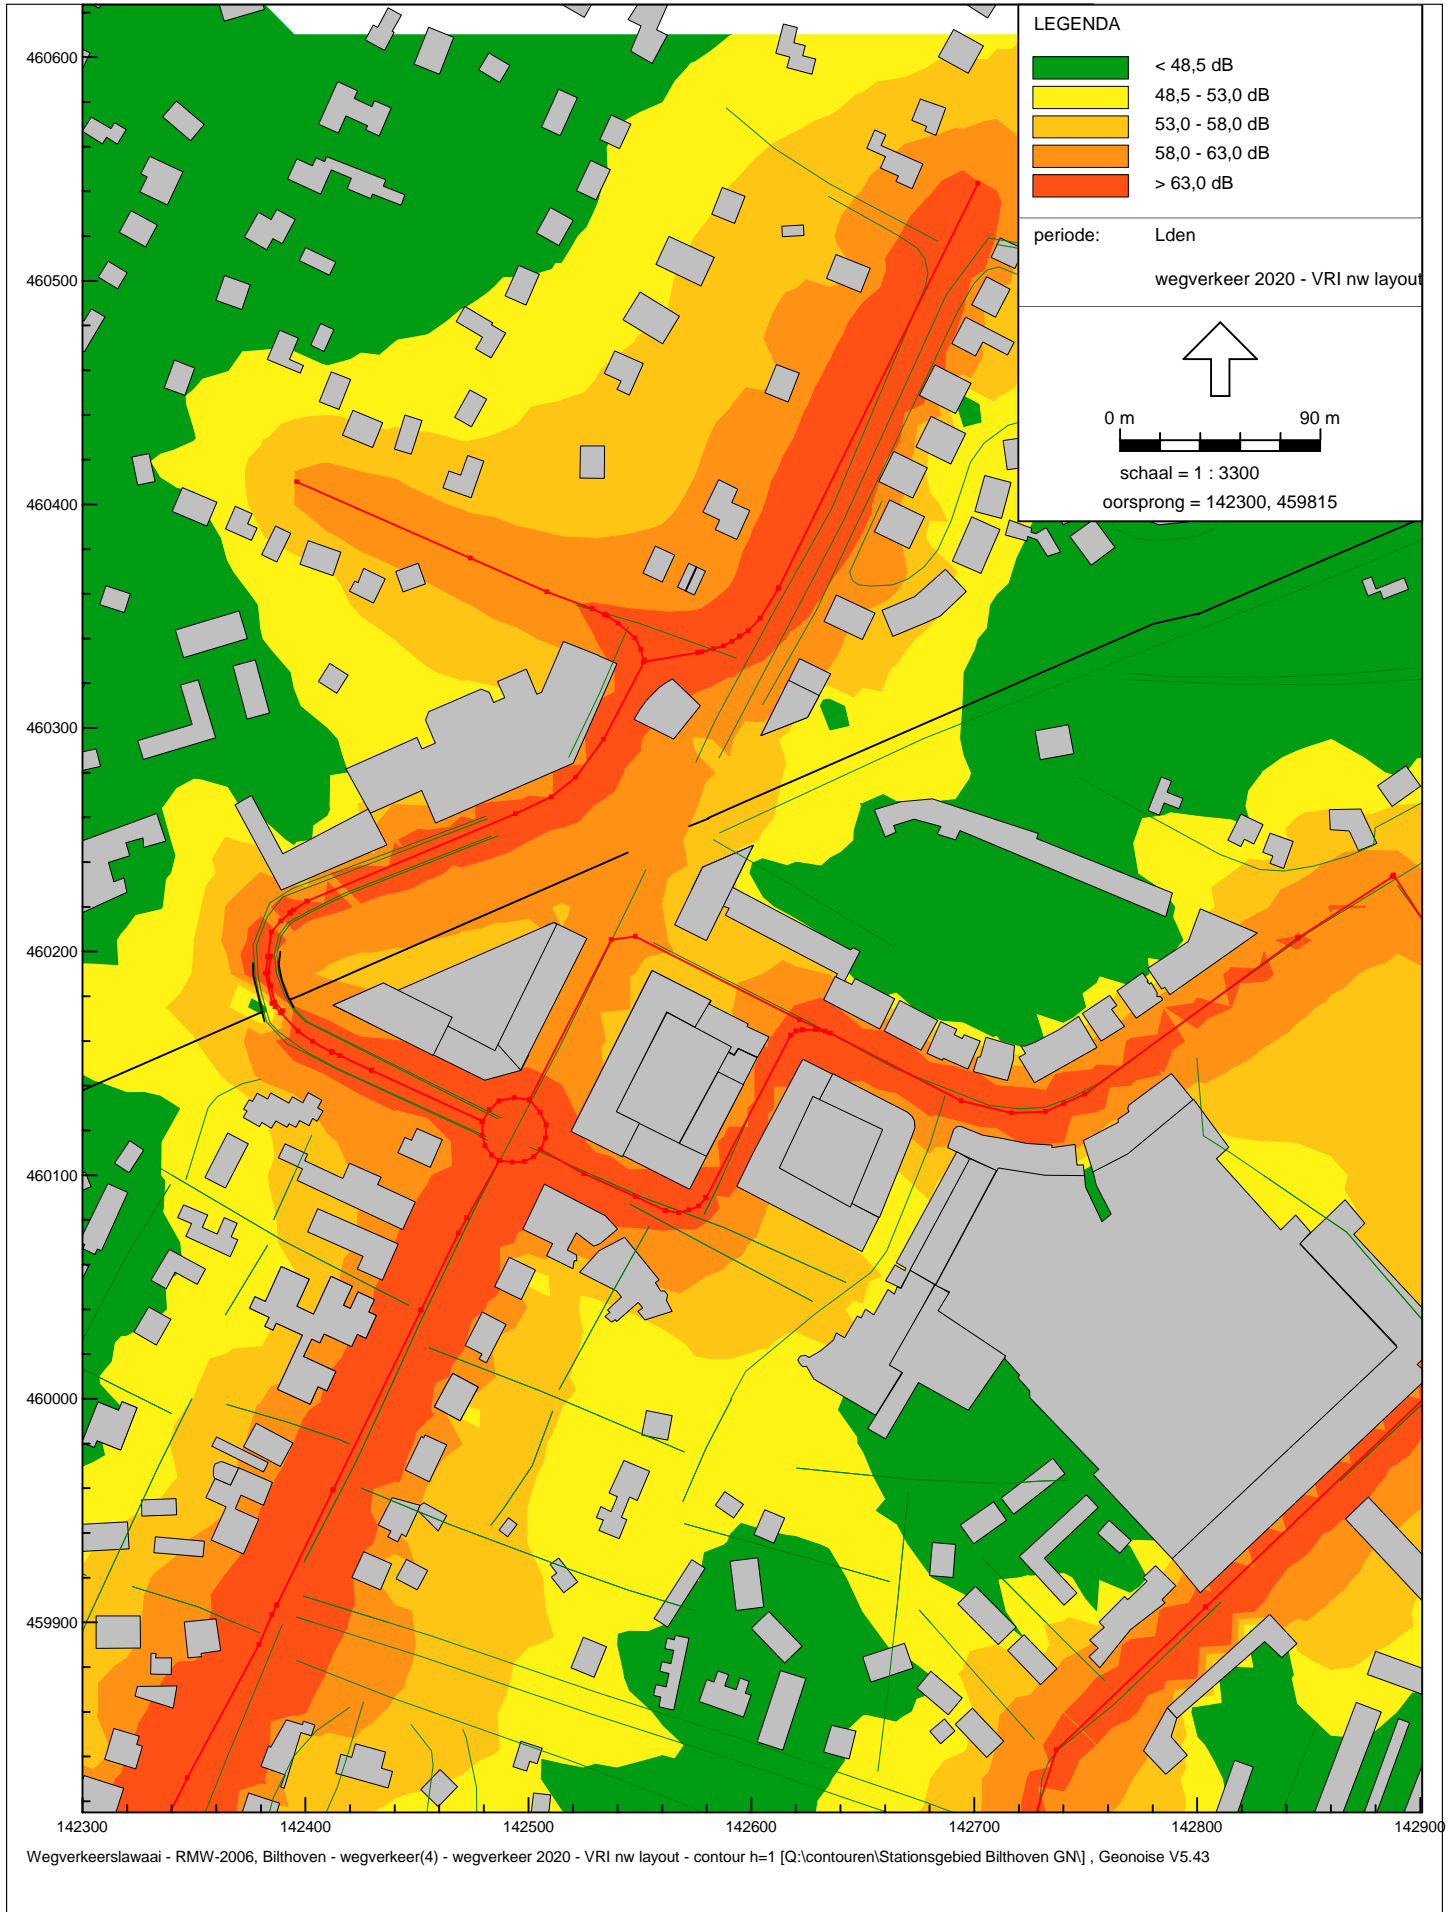 LEGENDA
< 48,5 dB
48,5 - 53,0 dB
53,0 - 58,0 dB
58,0 - 63,0 dB
> 63,0 dB
periode: Lden
wegverkeer 2020 - VRI nw layout
0 m 90 m
schaal = 1 : 3300
oorsprong = 142300, 459815
460600
460500
460400
460300
460200
460100
460000
459900
142300 142400 142500 142600 142700 142800 142900
Wegverkeerslawaai - RMW-2006, Bilthoven - wegverkeer(4) - wegverkeer 2020 - VRI nw layout - contour h=1 [Q:\contouren\Stationsgebied Bilthoven GN\] , Geonoise V5.43